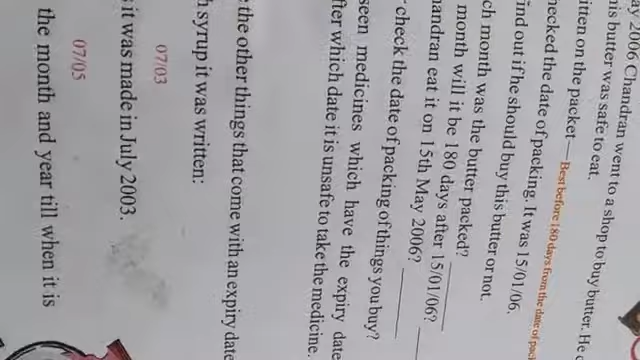 ay 2006 Chandran went to a shop to buy butter. He c
his butter was safe to eat.
itten on the packet — Best before 180 days from the date of pac
hecked the date of packing. It was 15/01/06.
ind out if he should buy this butter or not.
ch month was the butter packed?
month will it be 180 days after 15/01/06?
handran eat it on 15th May 2006?
check the date of packing of things you buy?
seen medicines which have the expiry date
fter which date it is unsafe to take the medicine.
e the other things that come with an expiry date
h syrup it was written:
07/03
s it was made in July 2003.
07/05
the month and year till when it is